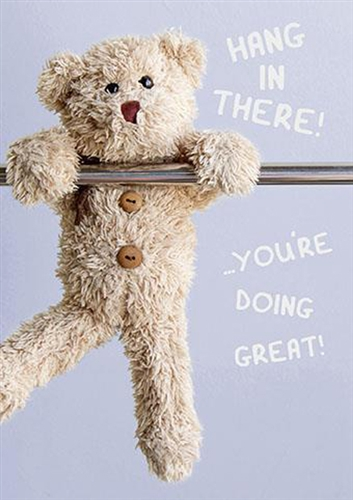 HANG
IN
THERE!
...YOU'RE
DOING
GREAT!